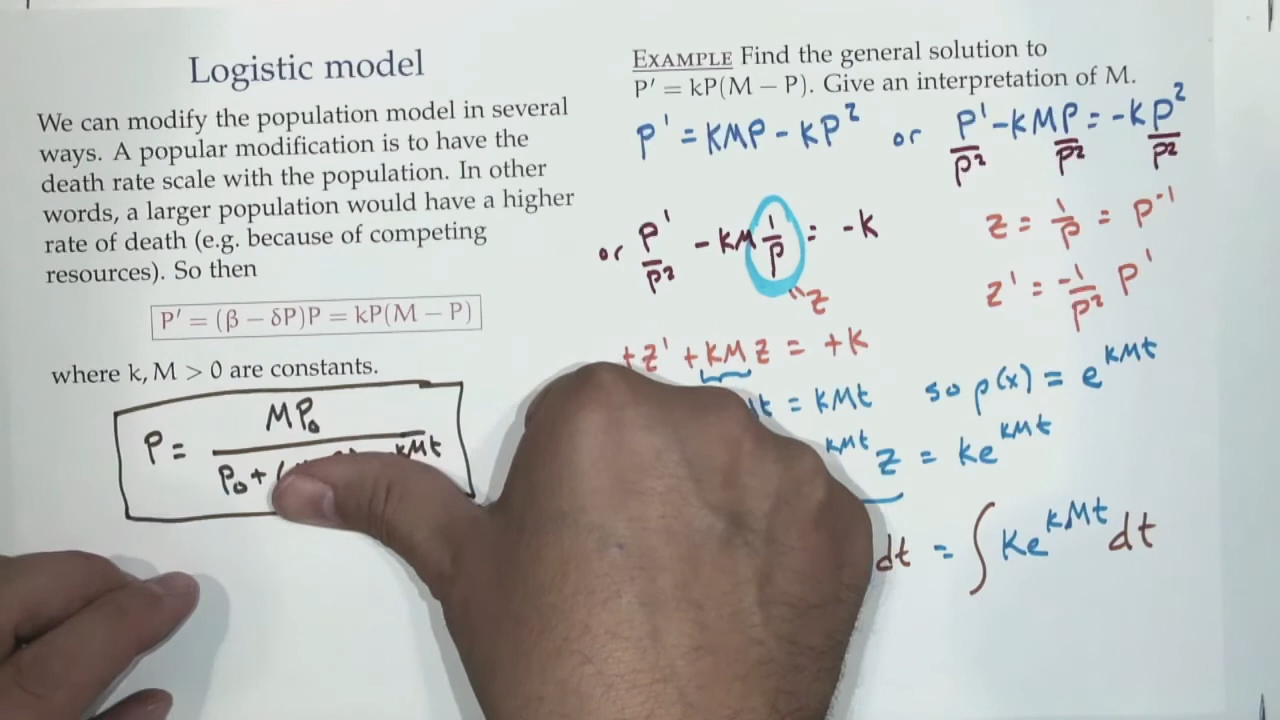 Logistic model
We can modify the population model in several
ways. A popular modification is to have the
death rate scale with the population. In other
words, a larger population would have a higher
rate of death (e.g. because of competing
resources). So then
P′ = (β − δP)P = kP(M − P)
where k, M > 0 are constants.
P = MP₀
P₀ + ( kMt
EXAMPLE Find the general solution to
P′ = kP(M − P). Give an interpretation of M.
P' = KMP - KP² or P'/P² - KMP/P² = -KP²/P²
or P'/P² - KM 1/P = -K
"z
z = 1/P = P⁻¹
z' = -1/P² P'
+z' + KM z = +K
t = KMt so ρ(x) = e^KMt
KMt z = Ke^KMt
dt = ∫ Ke^KMt dt